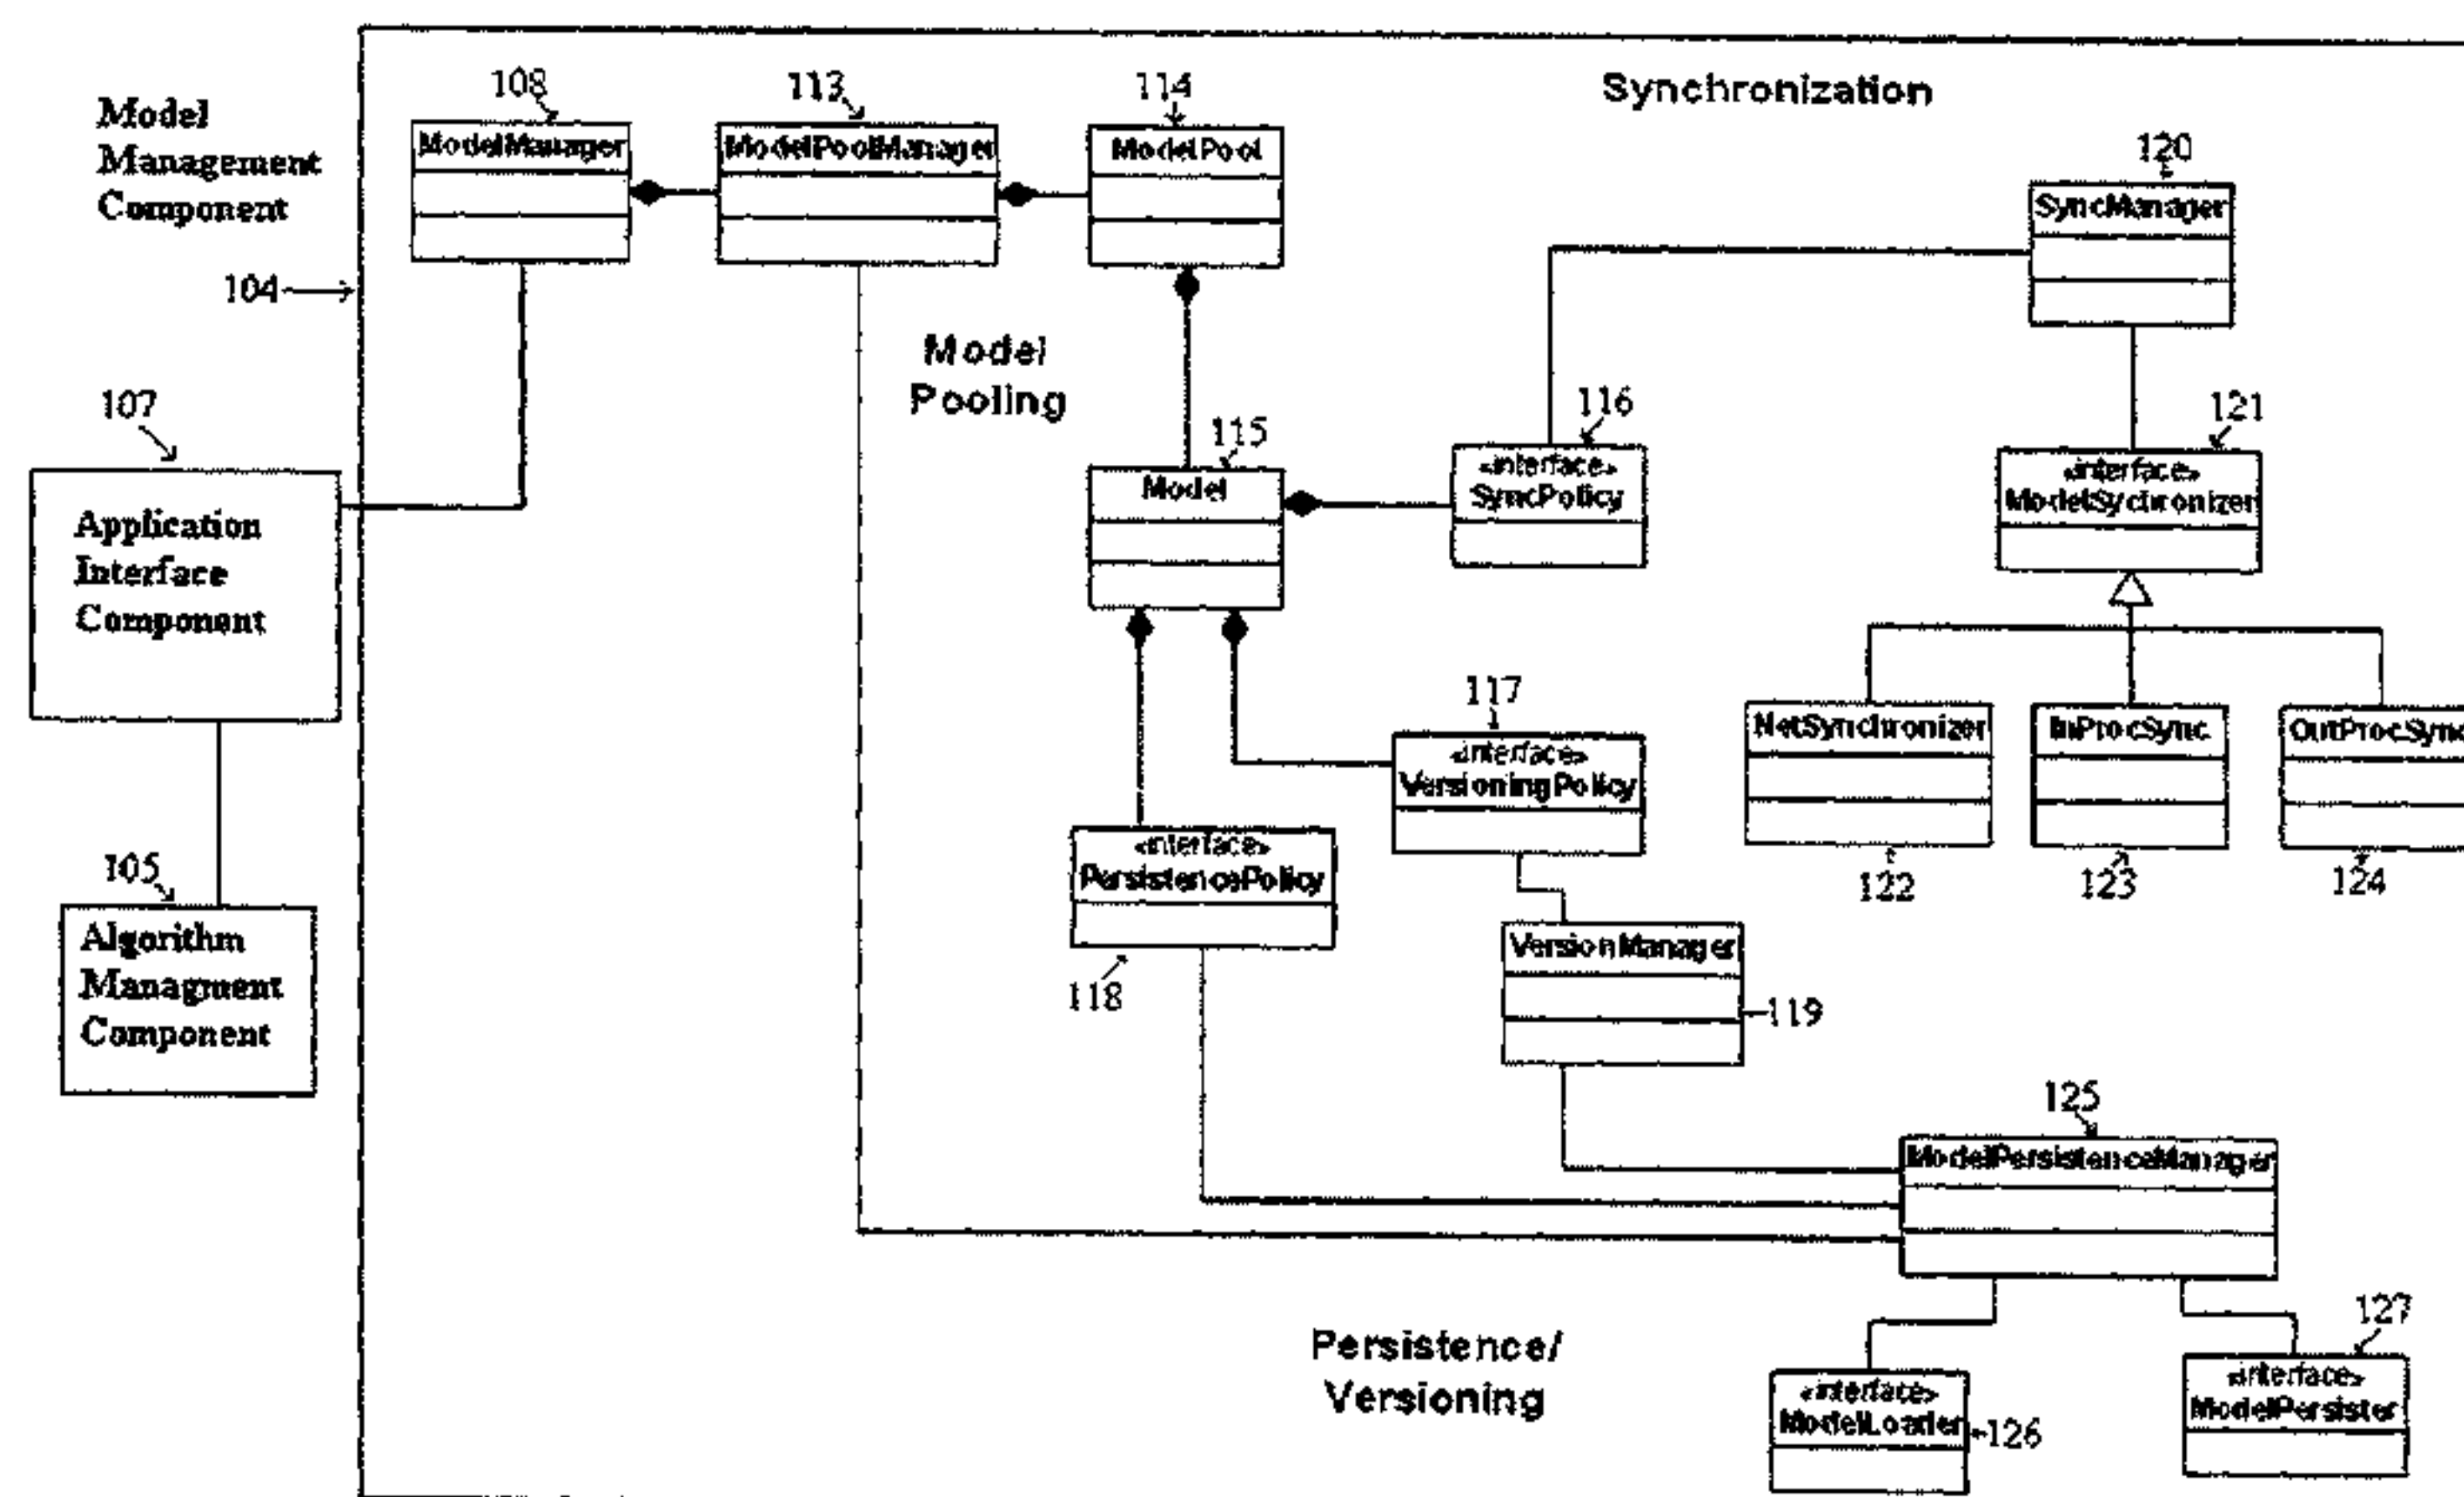 Model
Management
Component
104
108
ModelManager
113
ModelPoolManager
114
ModelPool
Synchronization
120
SyncManager
Model
Pooling
107
Application
Interface
Component
115
Model
116
«interface»
SyncPolicy
121
«interface»
ModelSychronizer
117
«interface»
VersioningPolicy
NetSynchronizer
122
InProcSync
123
OutProcSync
124
105
Algorithm
Managment
Component
«interface»
PersistencePolicy
118
VersionManager
119
125
ModelPersistenceManager
Persistence/
Versioning
«interface»
ModelLoader
126
127
«interface»
ModelPersister